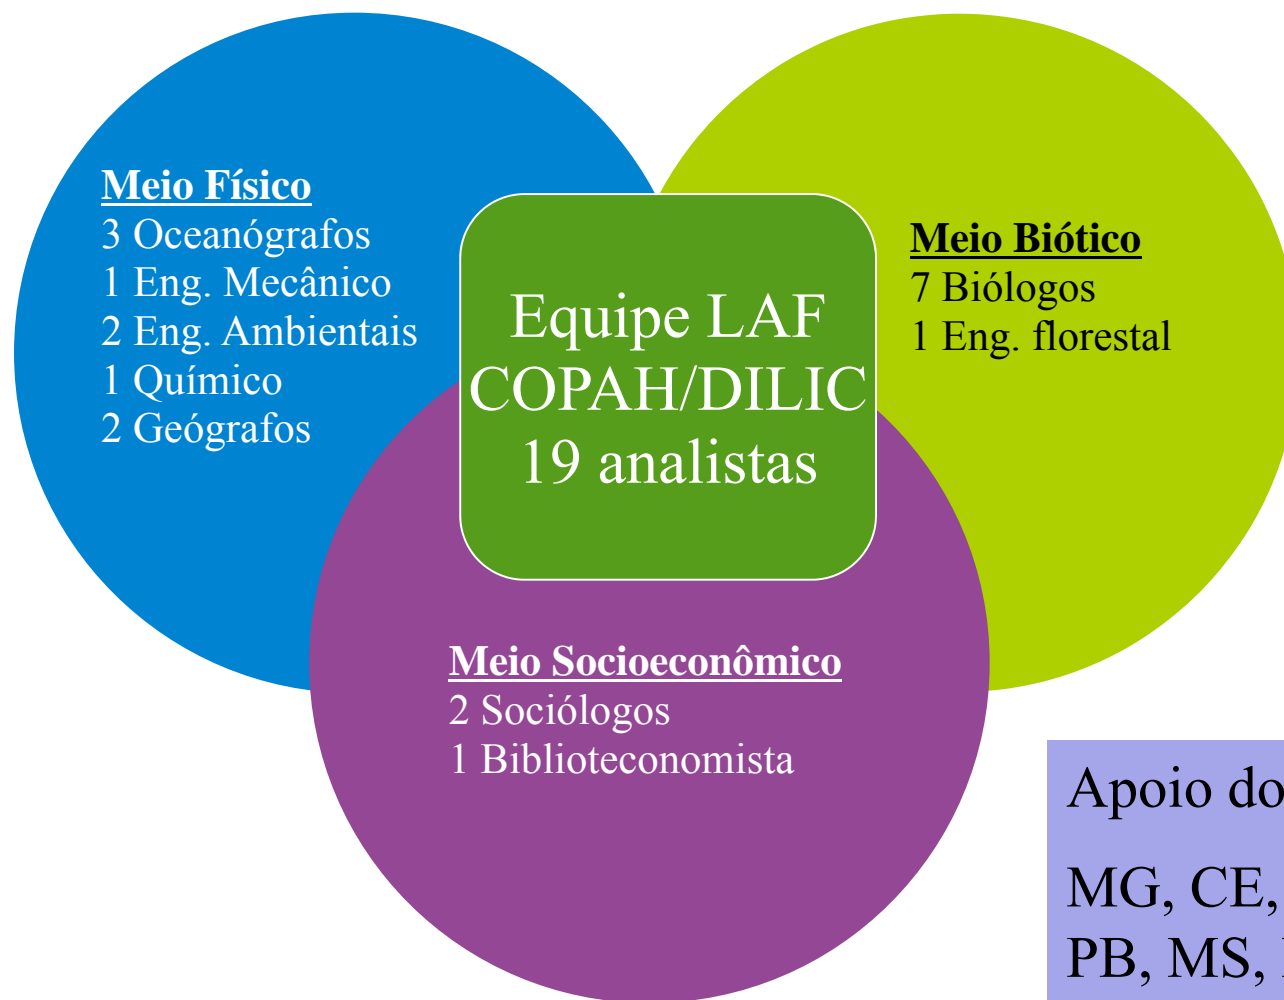 Meio Físico
3 Oceanógrafos
1 Eng. Mecânico
2 Eng. Ambientais
1 Químico
2 Geógrafos
Equipe LAF
COPAH/DILIC
19 analistas
Meio Biótico
7 Biólogos
1 Eng. florestal
Meio Socioeconômico
2 Sociólogos
1 Biblioteconomista
Apoio do
MG, CE,
PB, MS,